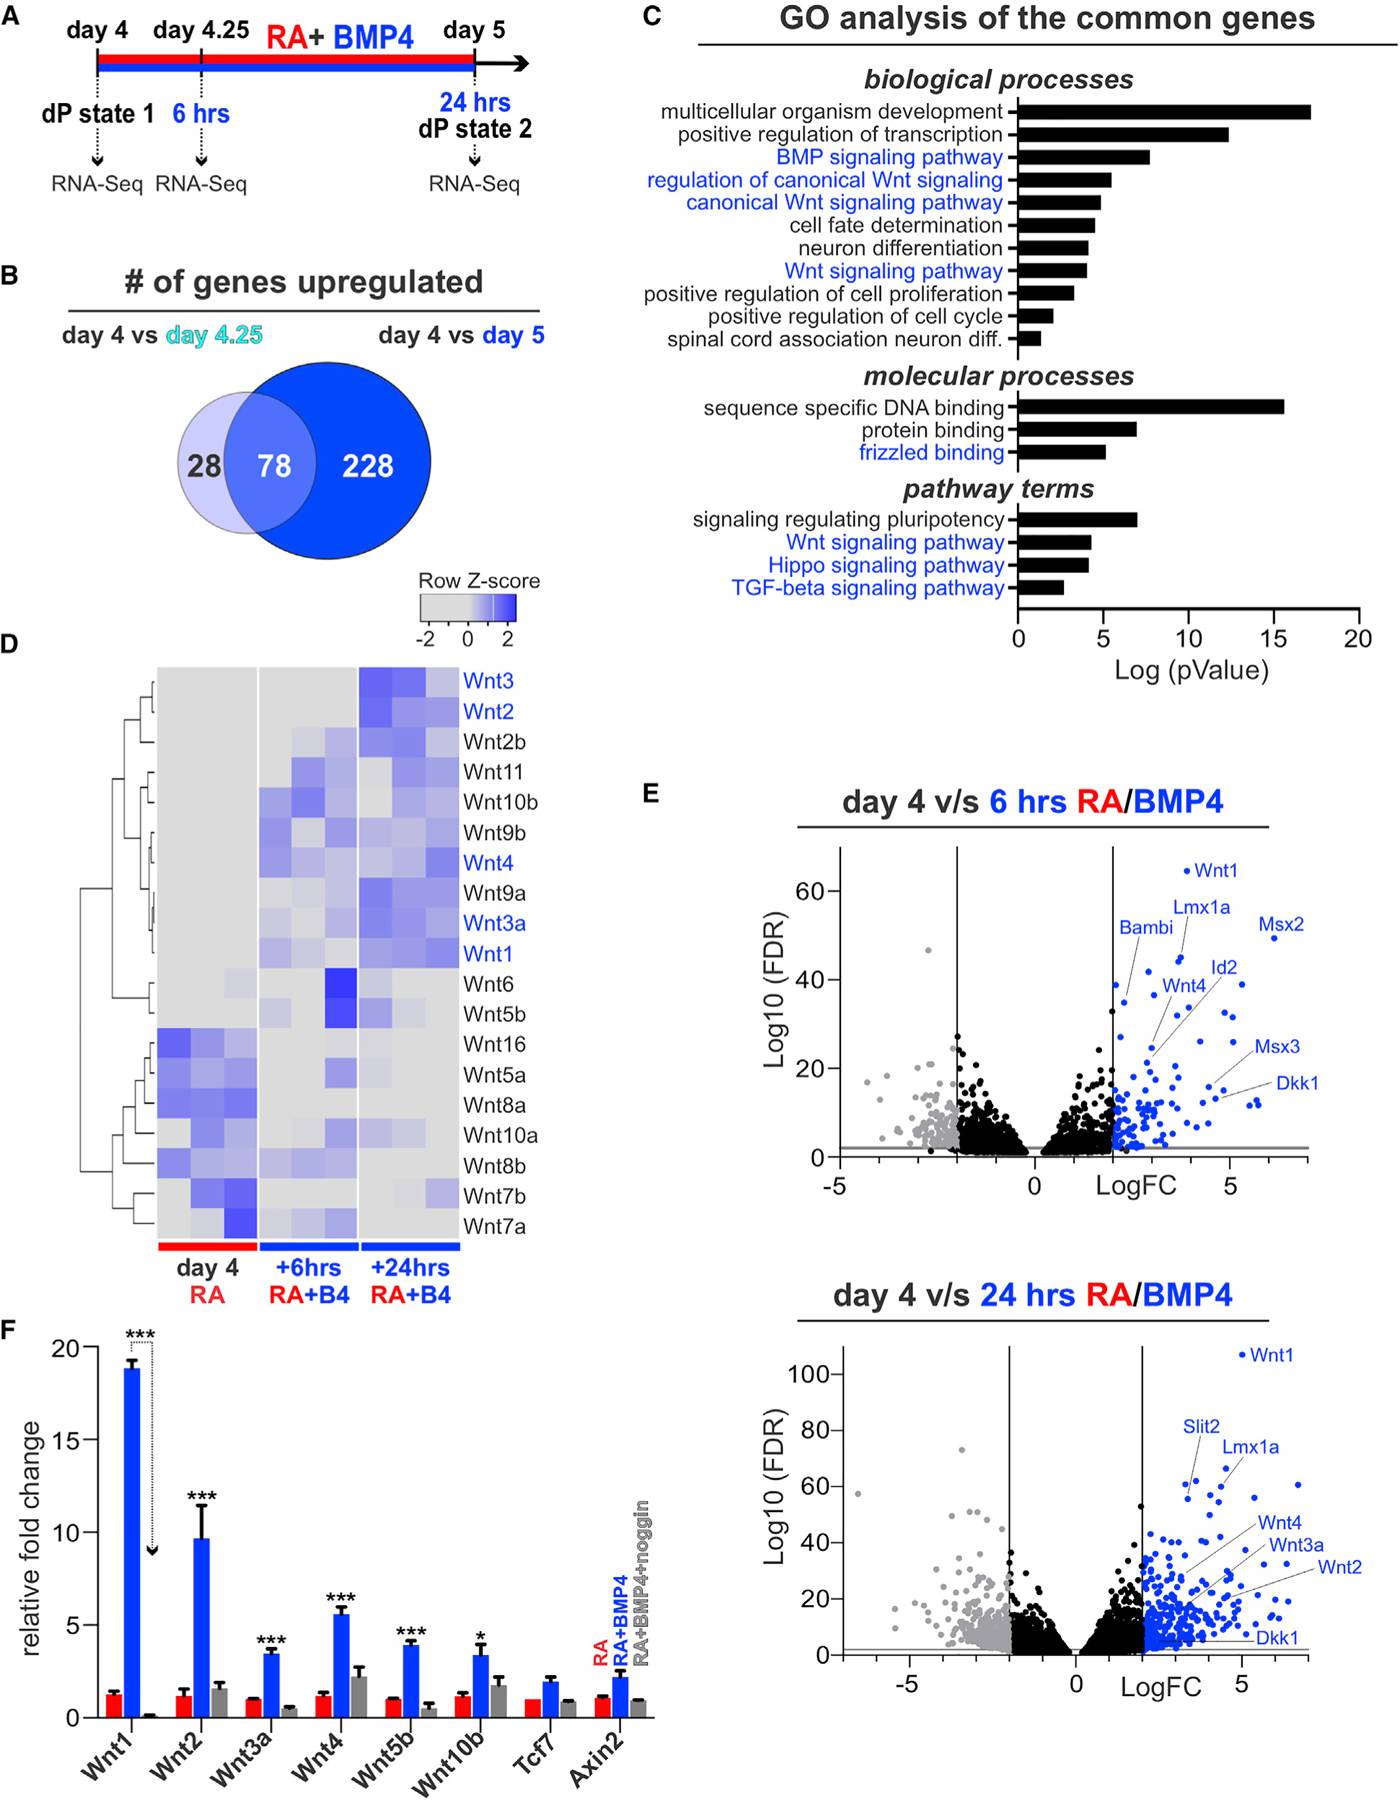 A
day 4 day 4.25 RA+ BMP4 day 5
dP state 1 6 hrs 24 hrs
dP state 2
RNA-Seq RNA-Seq RNA-Seq
B
# of genes upregulated
day 4 vs day 4.25 day 4 vs day 5
28 78 228
C
GO analysis of the common genes
biological processes
multicellular organism development
positive regulation of transcription
BMP signaling pathway
regulation of canonical Wnt signaling
canonical Wnt signaling pathway
cell fate determination
neuron differentiation
Wnt signaling pathway
positive regulation of cell proliferation
positive regulation of cell cycle
spinal cord association neuron diff.
molecular processes
sequence specific DNA binding
protein binding
frizzled binding
pathway terms
signaling regulating pluripotency
Wnt signaling pathway
Hippo signaling pathway
TGF-beta signaling pathway
0 5 10 15 20
Log (pValue)
D
Row Z-score
-2 0 2
Wnt3
Wnt2
Wnt2b
Wnt11
Wnt10b
Wnt9b
Wnt4
Wnt9a
Wnt3a
Wnt1
Wnt6
Wnt5b
Wnt16
Wnt5a
Wnt8a
Wnt10a
Wnt8b
Wnt7b
Wnt7a
day 4 +6hrs +24hrs
RA RA+B4 RA+B4
E
day 4 v/s 6 hrs RA/BMP4
Log10 (FDR)
60
40
20
0
Wnt1
Lmx1a
Bambi
Msx2
Id2
Wnt4
Msx3
Dkk1
-5 0 LogFC 5
day 4 v/s 24 hrs RA/BMP4
Log10 (FDR)
100
80
60
40
20
0
Wnt1
Slit2
Lmx1a
Wnt4
Wnt3a
Wnt2
Dkk1
-5 0 LogFC 5
F
relative fold change
20
15
10
5
0
***
***
***
***
***
*
RA
RA+BMP4
RA+BMP4+noggin
Wnt1 Wnt2 Wnt3a Wnt4 Wnt5b Wnt10b Tcf7 Axin2